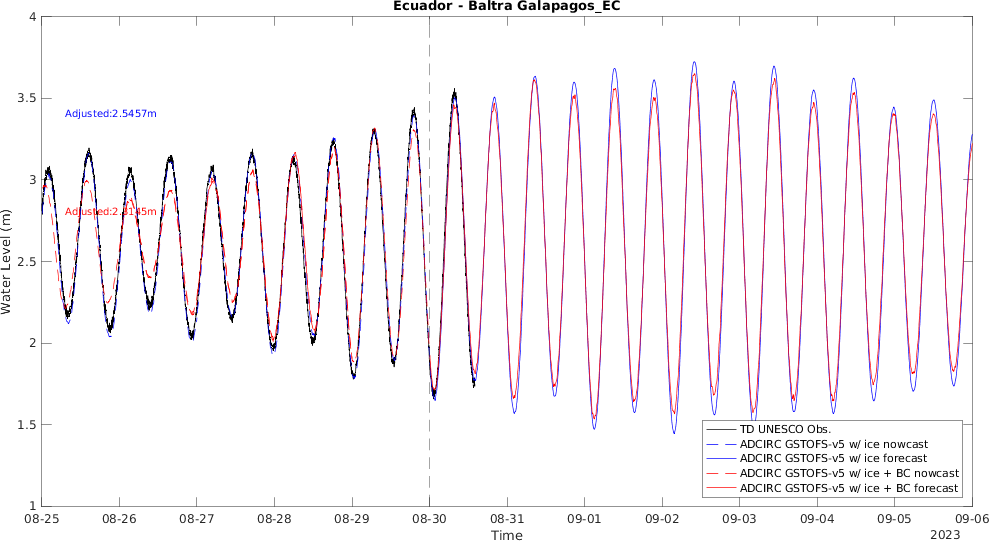 Ecuador - Baltra Galapagos_EC
4
3.5
3
2.5
2
1.5
1
Water Level (m)
Adjusted:2.5457m
TD UNESCO Obs.
ADCIRC GSTOFS-v5 w/ ice nowcast
ADCIRC GSTOFS-v5 w/ ice forecast
ADCIRC GSTOFS-v5 w/ ice + BC nowcast
ADCIRC GSTOFS-v5 w/ ice + BC forecast
08-25 08-26 08-27 08-28 08-29 08-30 08-31 09-01 09-02 09-03 09-04 09-05 09-06
Time
2023